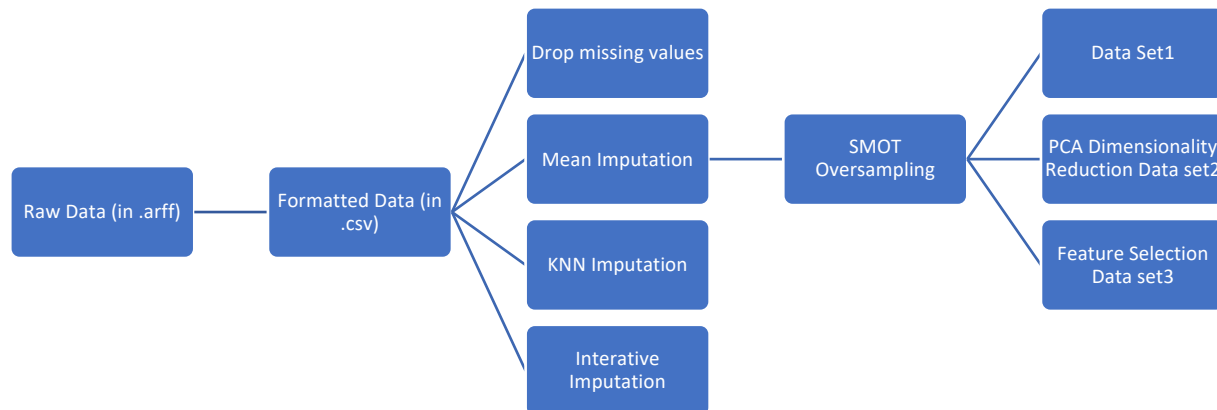 Raw Data (in .arff)
Formatted Data (in
.csv)
Drop missing values
Mean Imputation
KNN Imputation
Interative
Imputation
SMOT
Oversampling
Data Set1
PCA Dimensionality
Reduction Data set2
Feature Selection
Data set3